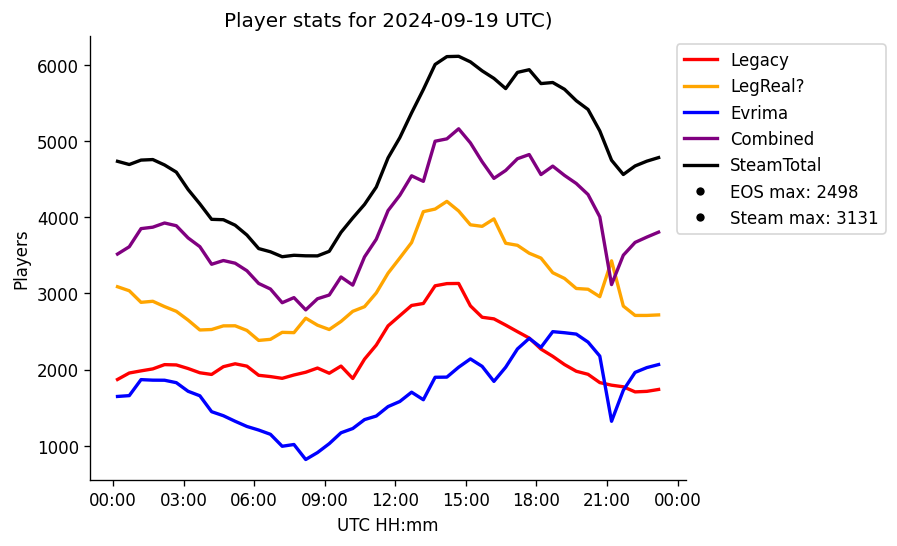 Player stats for 2024-09-19 UTC)
Legacy
LegReal?
Evrima
Combined
SteamTotal
EOS max: 2498
Steam max: 3131
Players
6000
5000
4000
3000
2000
1000
00:00 03:00 06:00 09:00 12:00 15:00 18:00 21:00 00:00
UTC HH:mm